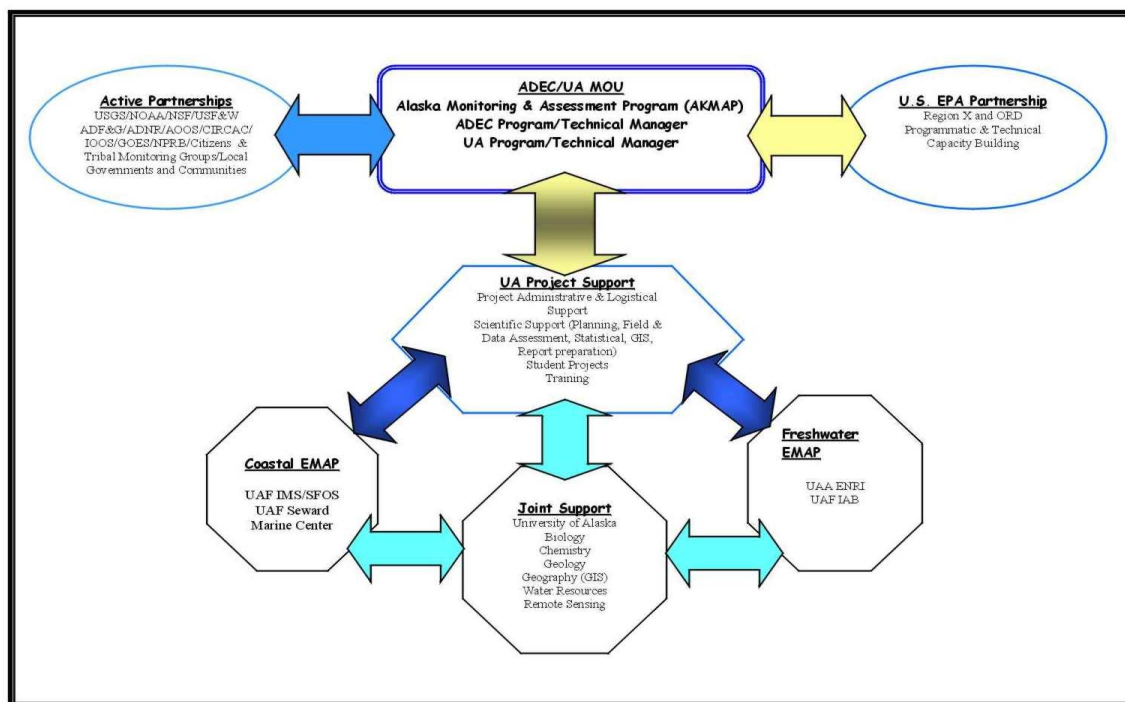 Active Partnerships
USGS/NOAA/NSF/USF&W
ADF&G/ADNR/AOOS/CIRCAC/
IOOS/GOES/NPRB/Citizens &
Tribal Monitoring Groups/Local
Governments and Communities
ADEC/UA MOU
Alaska Monitoring & Assessment Program (AKMAP)
ADEC Program/Technical Manager
UA Program/Technical Manager
U.S. EPA Partnership
Region X and ORD
Programmatic & Technical
Capacity Building
UA Project Support
Project Administrative & Logistical
Support
Scientific Support (Planning, Field &
Data Assessment, Statistical, GIS,
Report preparation)
Student Projects
Training
Coastal EMAP
UAF IMS/SFOS
UAF Seward
Marine Center
Joint Support
University of Alaska
Biology
Chemistry
Geology
Geography (GIS)
Water Resources
Remote Sensing
Freshwater
EMAP
UAA ENRI
UAF IAB